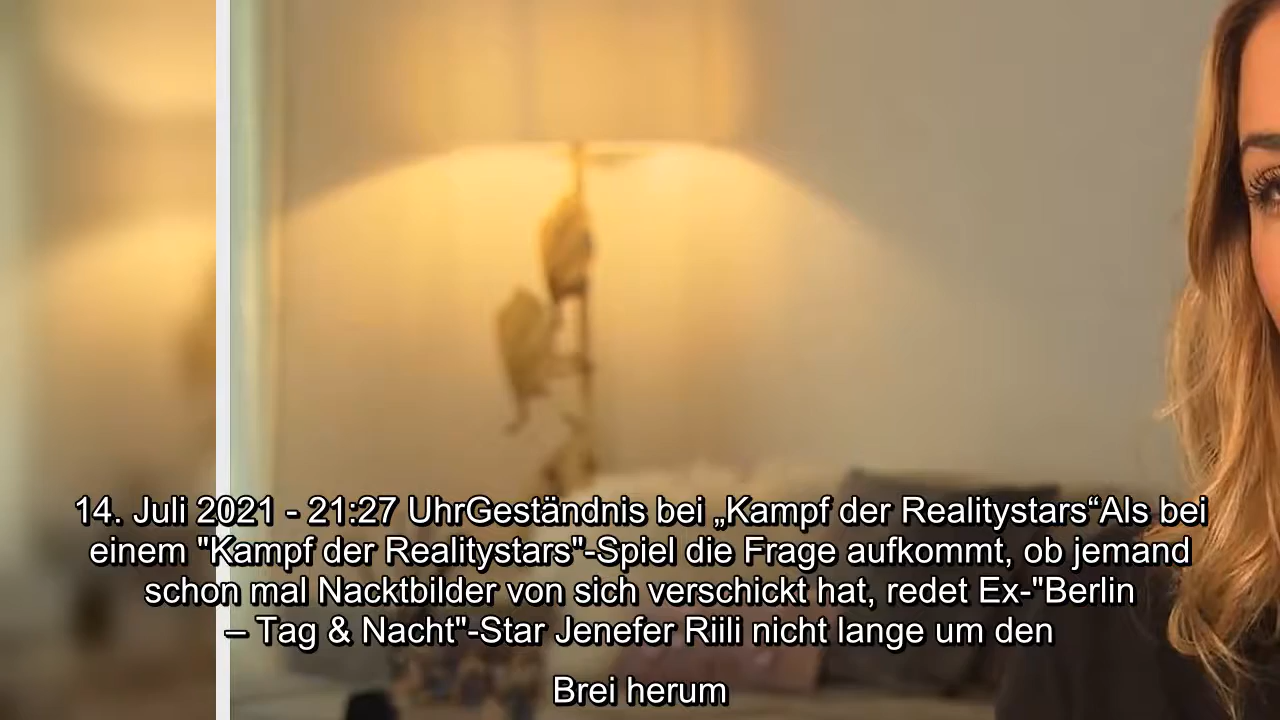 14. Juli 2021 - 21:27 UhrGeständnis bei „Kampf der Realitystars“Als bei
einem "Kampf der Realitystars"-Spiel die Frage aufkommt, ob jemand
schon mal Nacktbilder von sich verschickt hat, redet Ex-"Berlin
– Tag & Nacht"-Star Jenefer Riili nicht lange um den
Brei herum